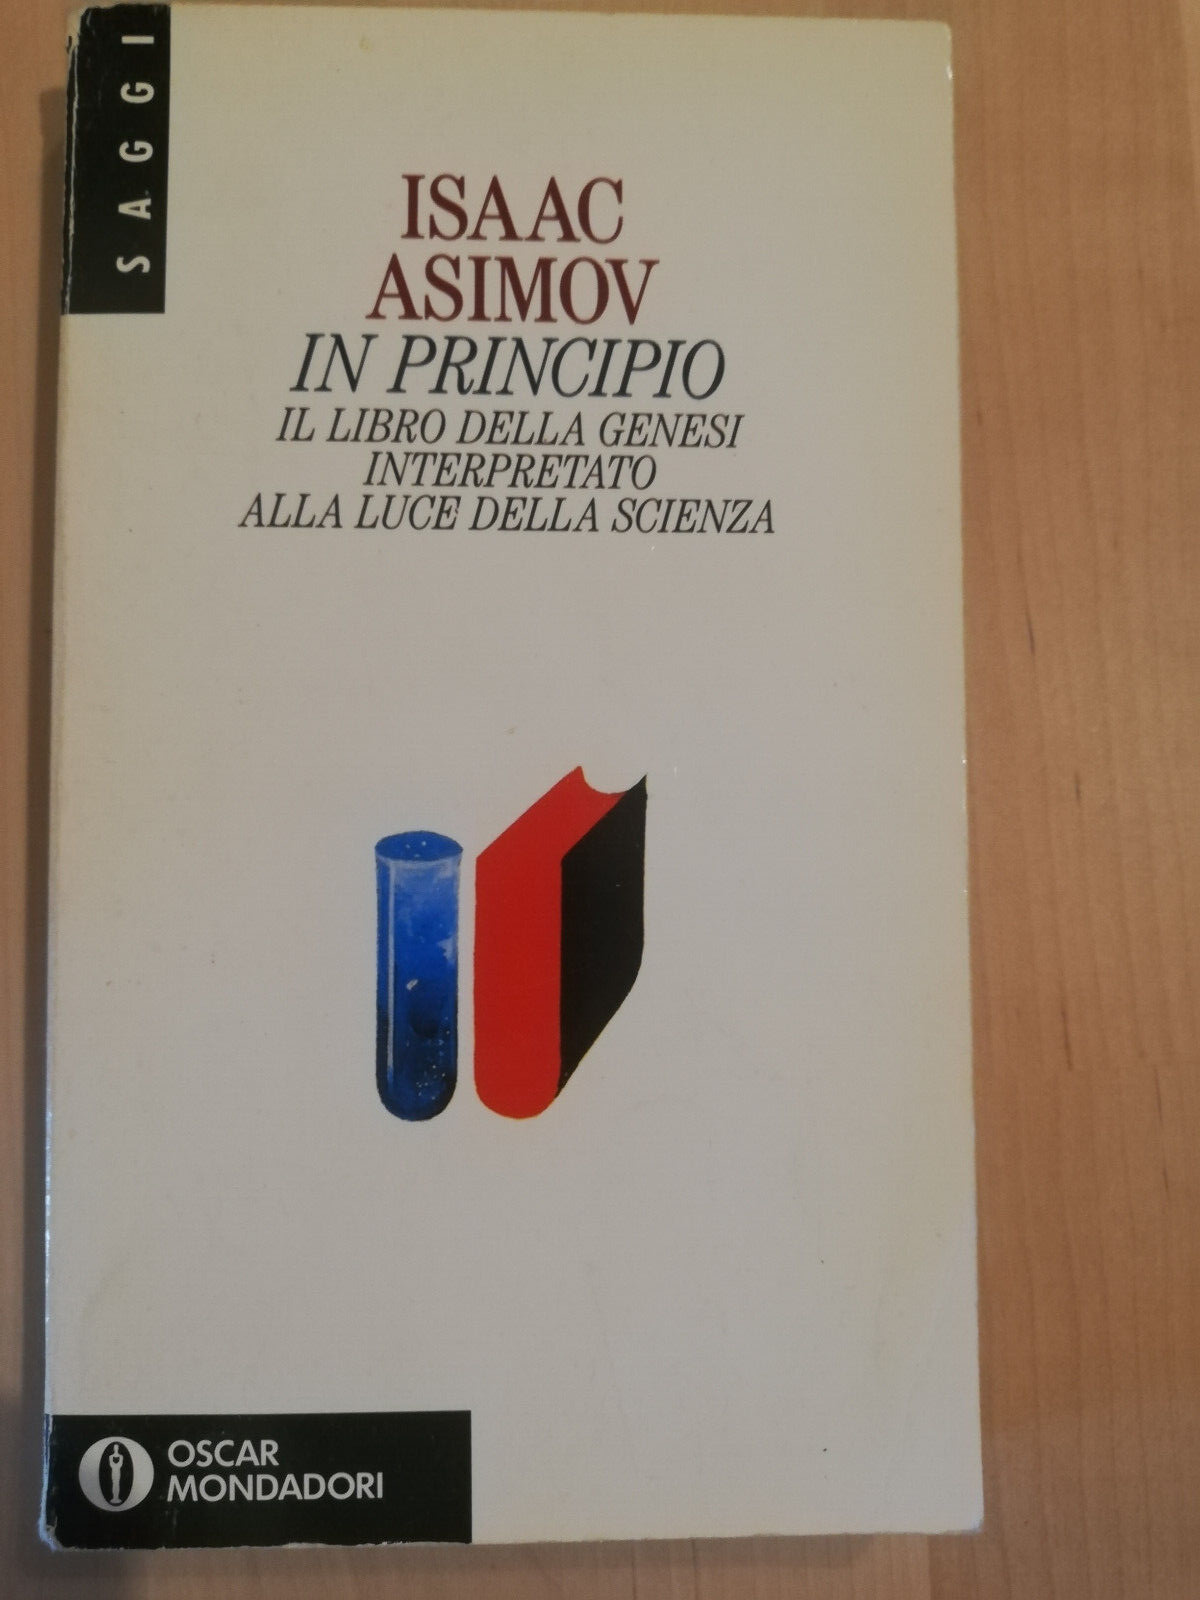 SAGGI
ISAAC
ASIMOV
IN PRINCIPIO
IL LIBRO DELLA GENESI
INTERPRETATO
ALLA LUCE DELLA SCIENZA
OSCAR
MONDADORI